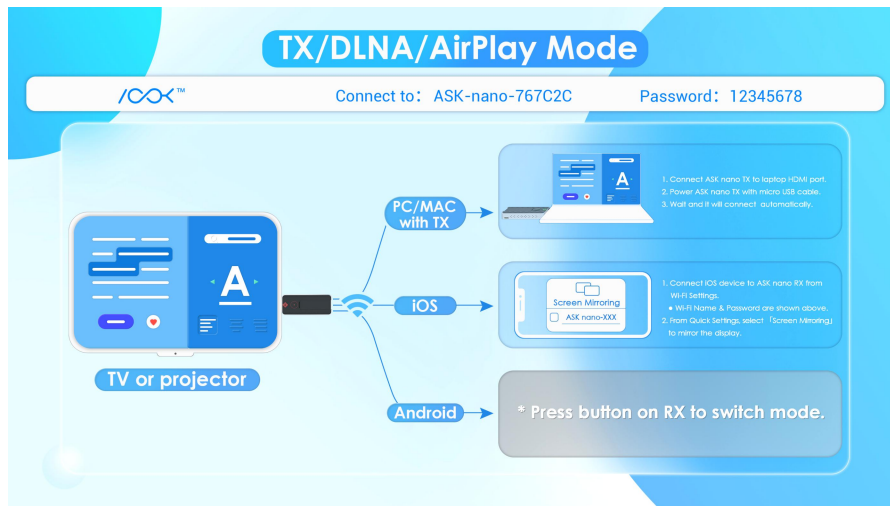 TX/DLNA/AirPlay Mode
Connect to: ASK-nano-767C2C
Password: 12345678
A
TV or projector
PC/MAC
with TX
A
1. Connect ASK nano TX to laptop HDMI port.
2. Power ASK nano TX with micro USB cable.
3. Wait and it will connect automatically.
iOS
Screen Mirroring
ASK nano-XXX
1. Connect iOS device to ASK nano RX from
Wi-Fi Settings.
● Wi-Fi Name & Password are shown above.
2. From Quick Settings, select 「Screen Mirroring」
to mirror the display.
Android
* Press button on RX to switch mode.